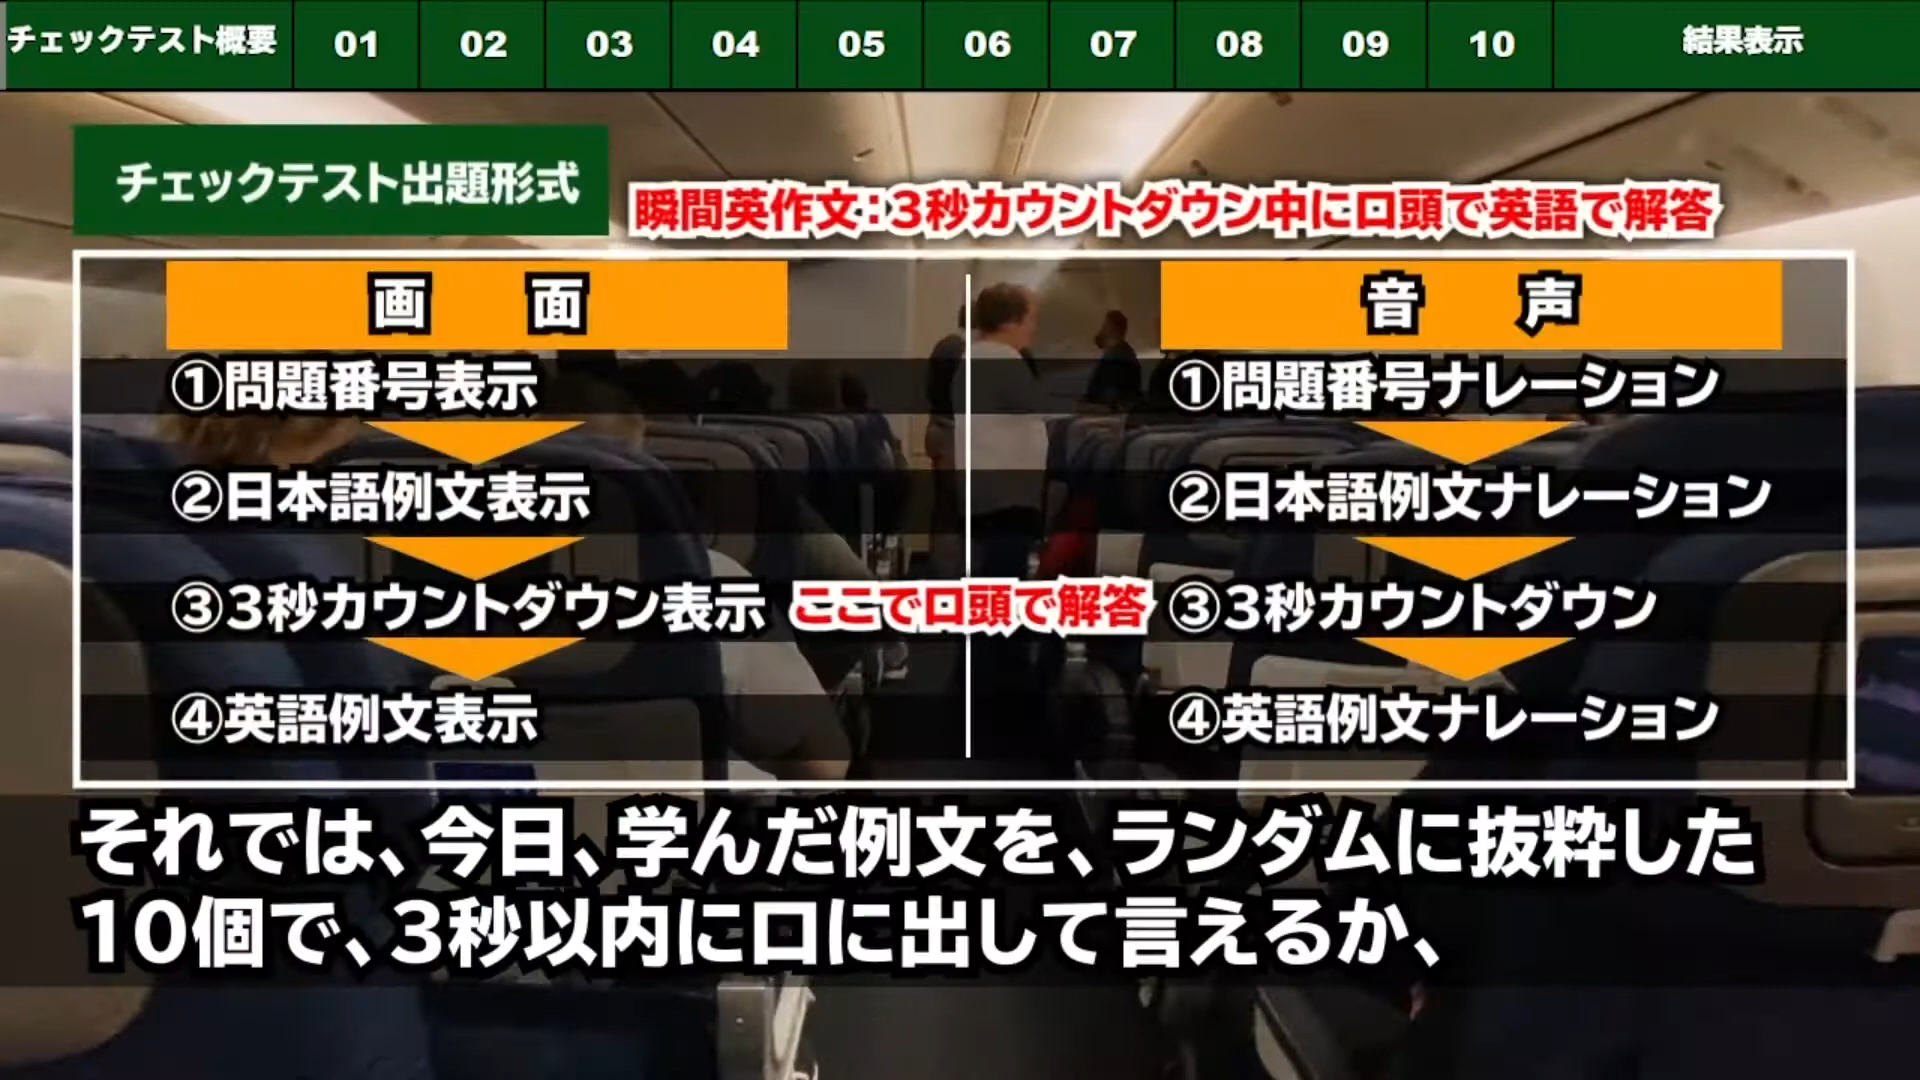 チェックテスト概要 01 02 03 04 05 06 07 08 09 10 結果表示
チェックテスト出題形式
瞬間英作文:3秒カウントダウン中に口頭で英語で解答
画 面
①問題番号表示
②日本語例文表示
③3秒カウントダウン表示
④英語例文表示
ここで口頭で解答
音 声
①問題番号ナレーション
②日本語例文ナレーション
③3秒カウントダウン
④英語例文ナレーション
それでは、今日、学んだ例文を、ランダムに抜粋した
10個で、3秒以内に口に出して言えるか、